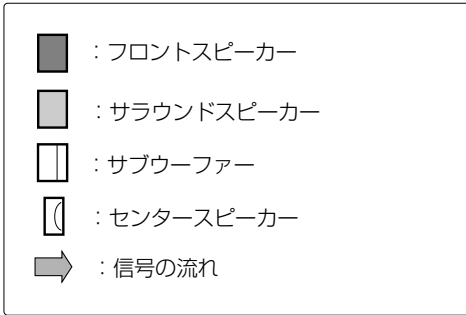 ：フロントスピーカー
：サラウンドスピーカー
：サブウーファー
：センタースピーカー
：信号の流れ